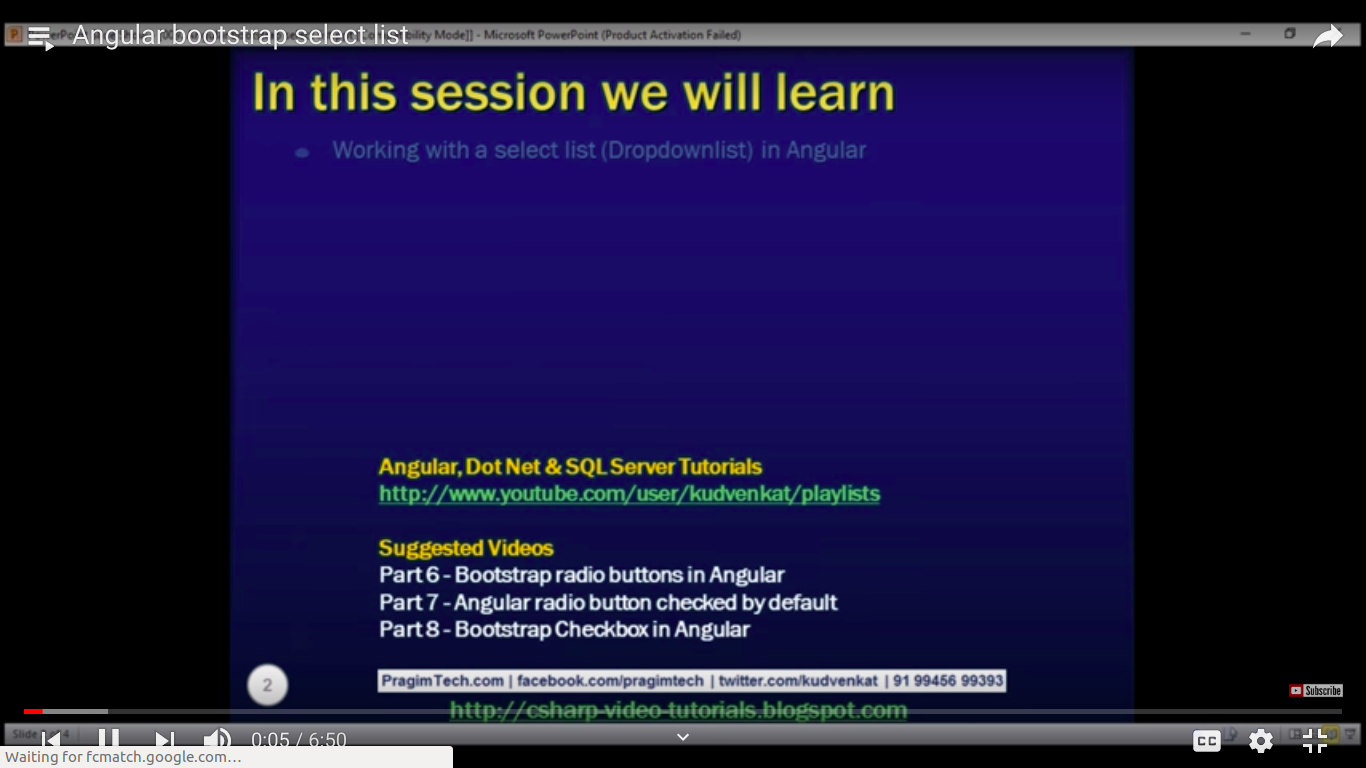 Angular bootstrap select list
bility Mode]] - Microsoft PowerPoint (Product Activation Failed)
In this session we will learn
Working with a select list (Dropdownlist) in Angular
Angular, Dot Net & SQL Server Tutorials
http://www.youtube.com/user/kudvenkat/playlists
Suggested Videos
Part 6 - Bootstrap radio buttons in Angular
Part 7 - Angular radio button checked by default
Part 8 - Bootstrap Checkbox in Angular
2
PragimTech.com | facebook.com/pragimtech | twitter.com/kudvenkat | 91 99456 99393
Subscribe
http://csharp-video-tutorials.blogspot.com
Slide
0:05 / 6:50
CC
Waiting for fcmatch.google.com…